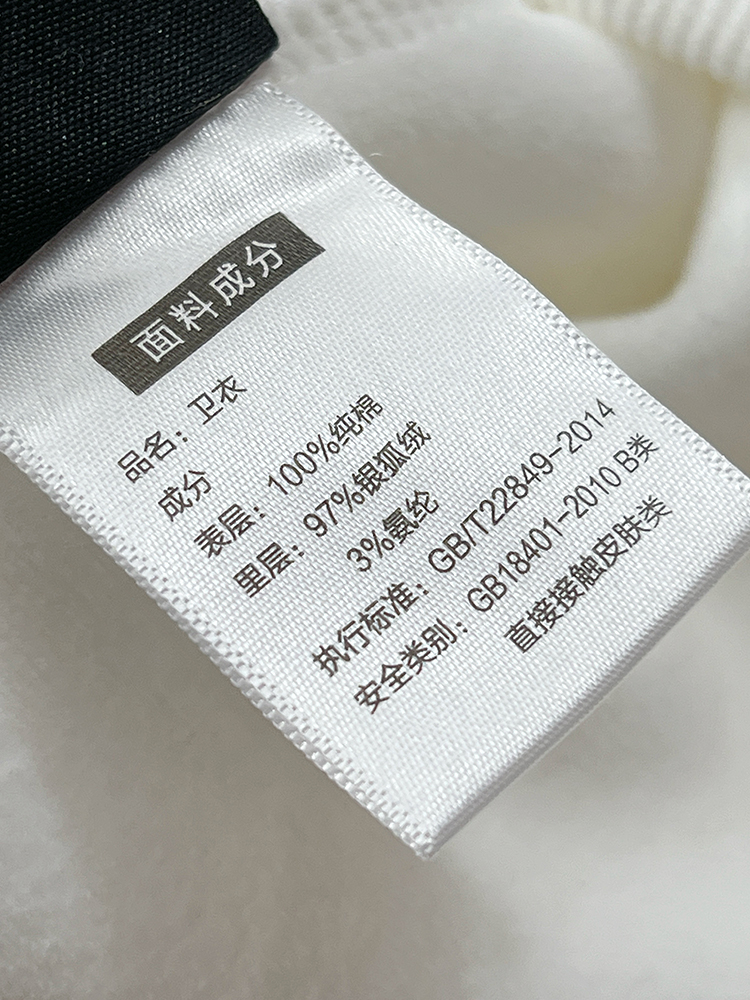 面料成分
品名：卫衣
成分
表层：100%纯棉
里层：97%银狐绒
3%氨纶
执行标准：GB/T22849-2014
安全类别：GB18401-2010 B类
直接接触皮肤类